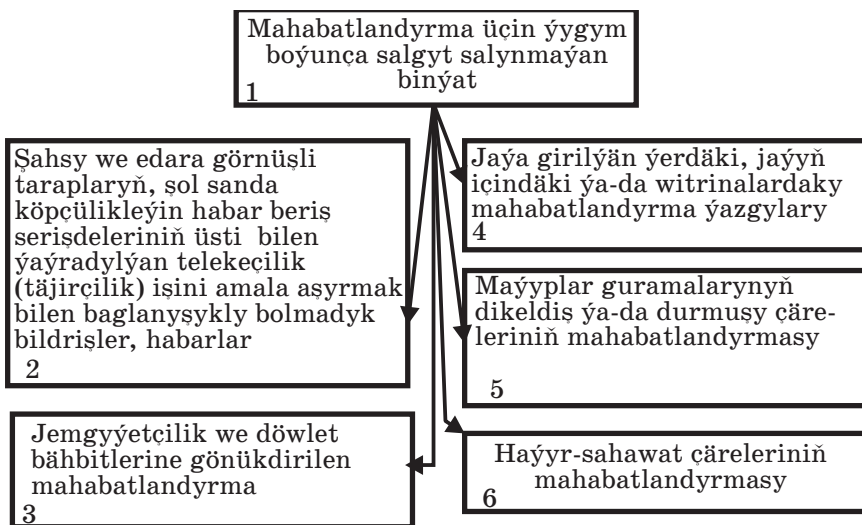 Mahabatlandyrma üçin ýygym
boýunça salgyt salynmaýan
binýat
1
Şahsy we edara görnüşli
taraplaryň, şol sanda
köpçülikleýin habar beriş
serişdeleriniň üsti bilen
ýaýradylýan telekeçilik
(täjirçilik) işini amala aşyrmak
bilen baglanyşykly bolmadyk
bildrişler, habarlar
2
Jemgyýetçilik we döwlet
bähbitlerine gönükdirilen
mahabatlandyrma
3
Jaýa girilýän ýerdäki, jaýyň
içindäki ýa-da witrinalardaky
mahabatlandyrma ýazgylary
4
Maýyplar guramalarynyň
dikeldiş ýa-da durmuşy çäre-
leriniň mahabatlandyrmasy
5
Haýyr-sahawat çäreleriniň
mahabatlandyrmasy
6